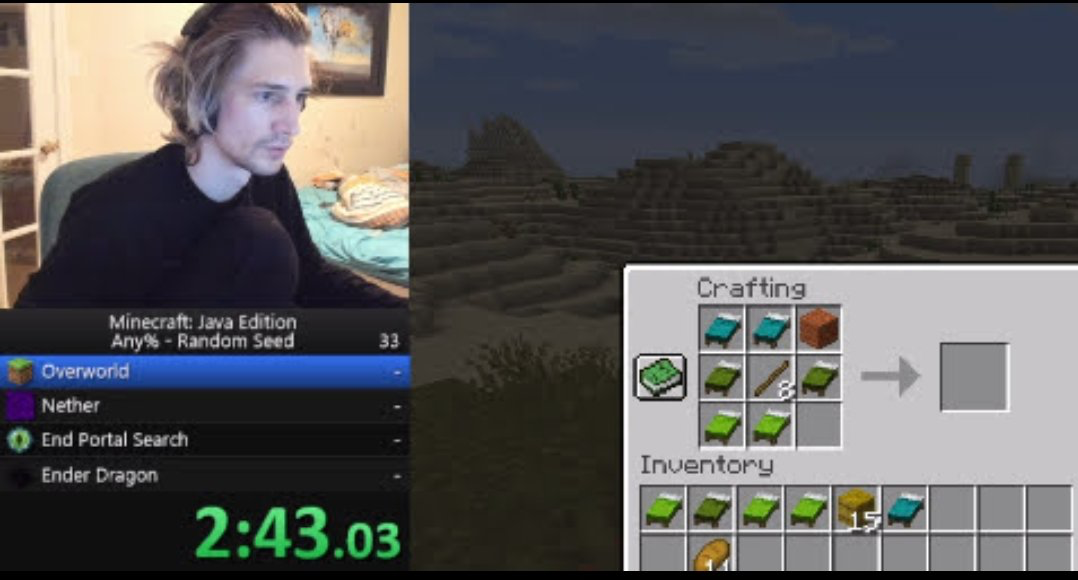 Minecraft: Java Edition
Any% - Random Seed 33
Overworld -
Nether -
End Portal Search -
Ender Dragon -
2:43.03
Crafting
8
Inventory
15